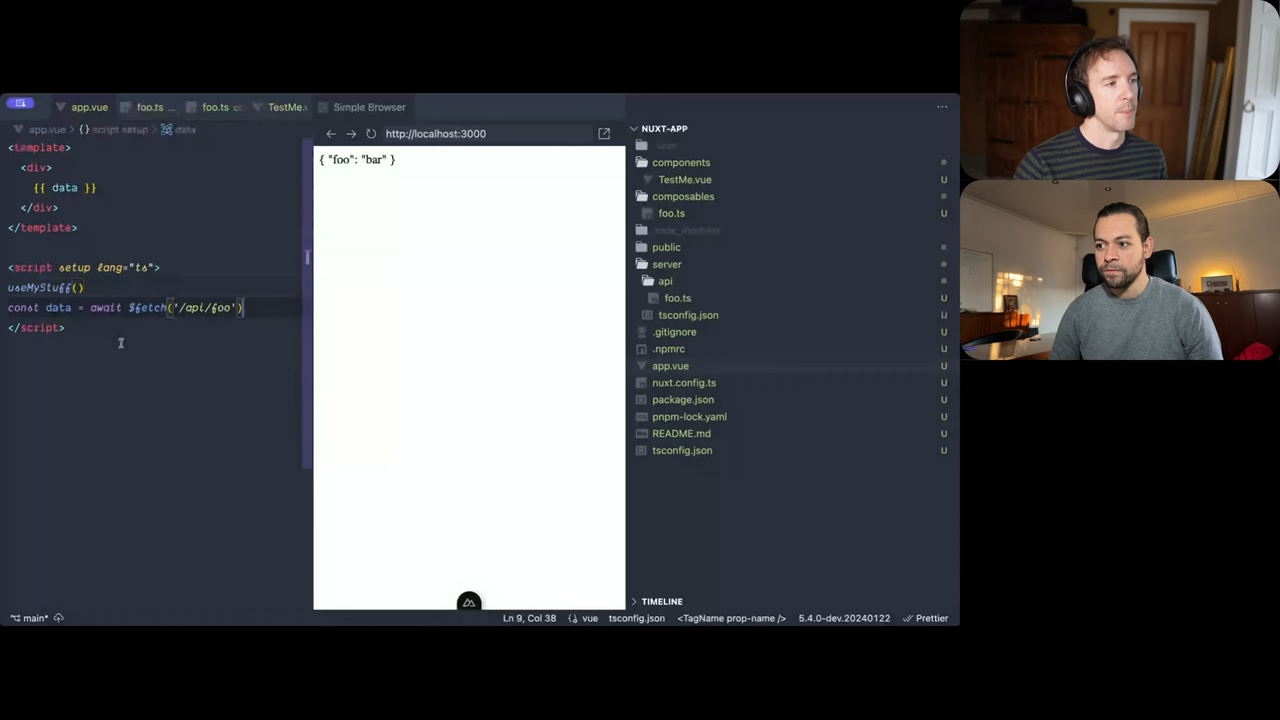 app.vue
foo.ts ...
foo.ts co
TestMe.v
Simple Browser
app.vue > {} script setup > data
http://localhost:3000
<template>
<div>
{{ data }}
</div>
</template>
<script setup lang="ts">
useMyStuff()
const data = await $fetch('/api/foo')
</script>
{ "foo": "bar" }
NUXT-APP
components
TestMe.vue U
composables
foo.ts U
node_modules
public
server
api
foo.ts U
tsconfig.json U
.gitignore U
.npmrc U
app.vue U
nuxt.config.ts U
package.json U
pnpm-lock.yaml U
README.md U
tsconfig.json U
TIMELINE
main*
Ln 9, Col 38
{} vue
tsconfig.json
<TagName prop-name />
5.4.0-dev.20240122
Prettier
Demo